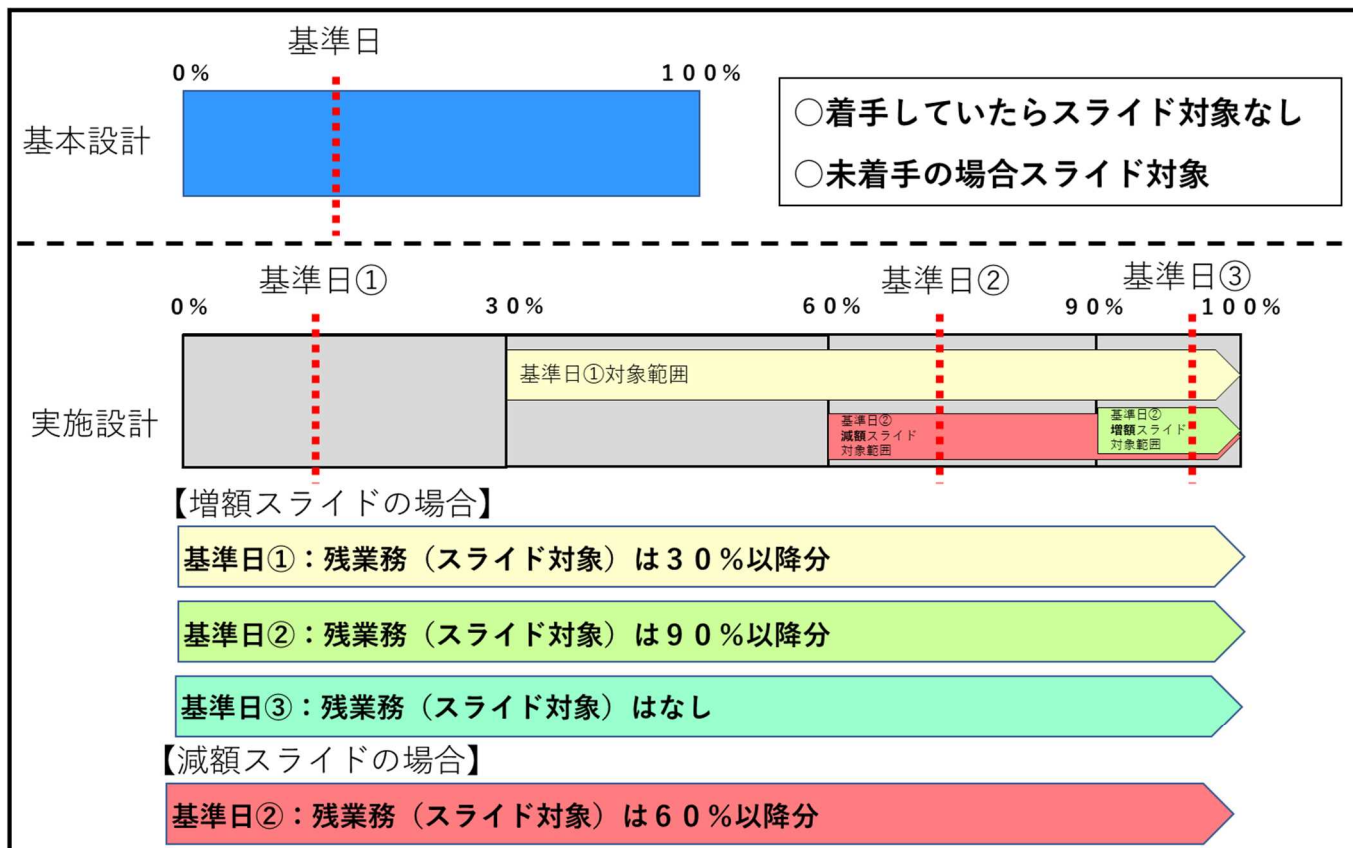 基準日
0%
100%
基本設計
○着手していたらスライド対象なし
○未着手の場合スライド対象
基準日①
基準日②
基準日③
0%
30%
60%
90%
100%
実施設計
基準日①対象範囲
基準日②
減額スライド
対象範囲
基準日②
増額スライド
対象範囲
【増額スライドの場合】
基準日①：残業務（スライド対象）は３０％以降分
基準日②：残業務（スライド対象）は９０％以降分
基準日③：残業務（スライド対象）はなし
【減額スライドの場合】
基準日②：残業務（スライド対象）は６０％以降分